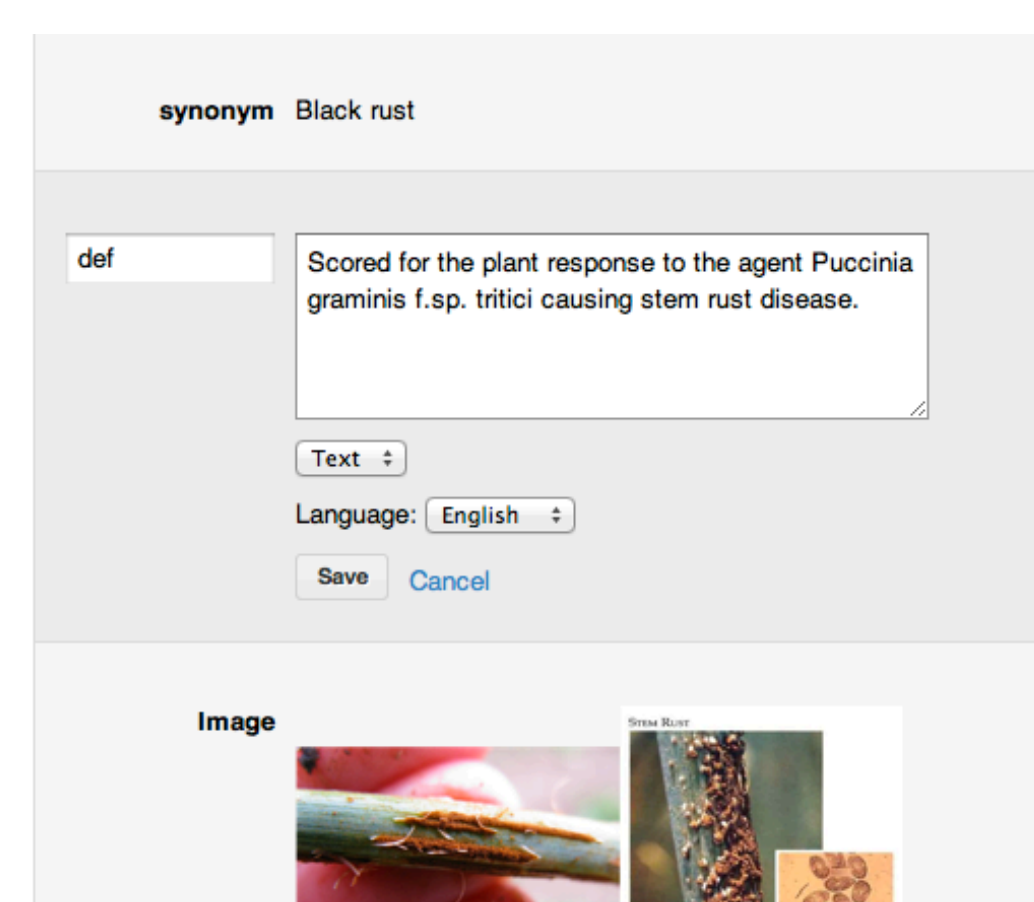 synonym Black rust
def
Scored for the plant response to the agent Puccinia
graminis f.sp. tritici causing stem rust disease.
Text
Language: English
Save Cancel
Image
STEM RUST